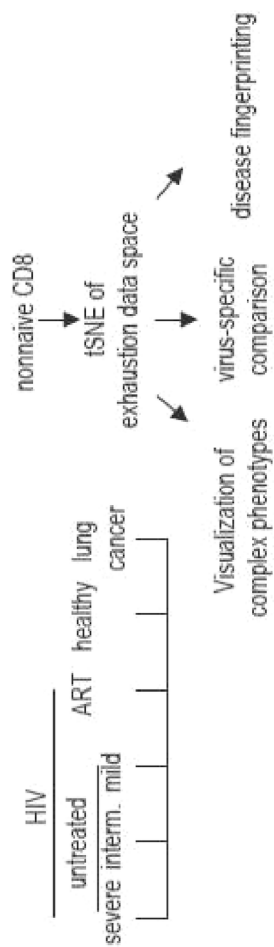 HIV
untreated
severe interm. mild
ART
healthy
lung
cancer
nonnaive CD8
tSNE of
exhaustion data space
Visualization of
complex phenotypes
virus-specific
comparison
disease fingerprinting